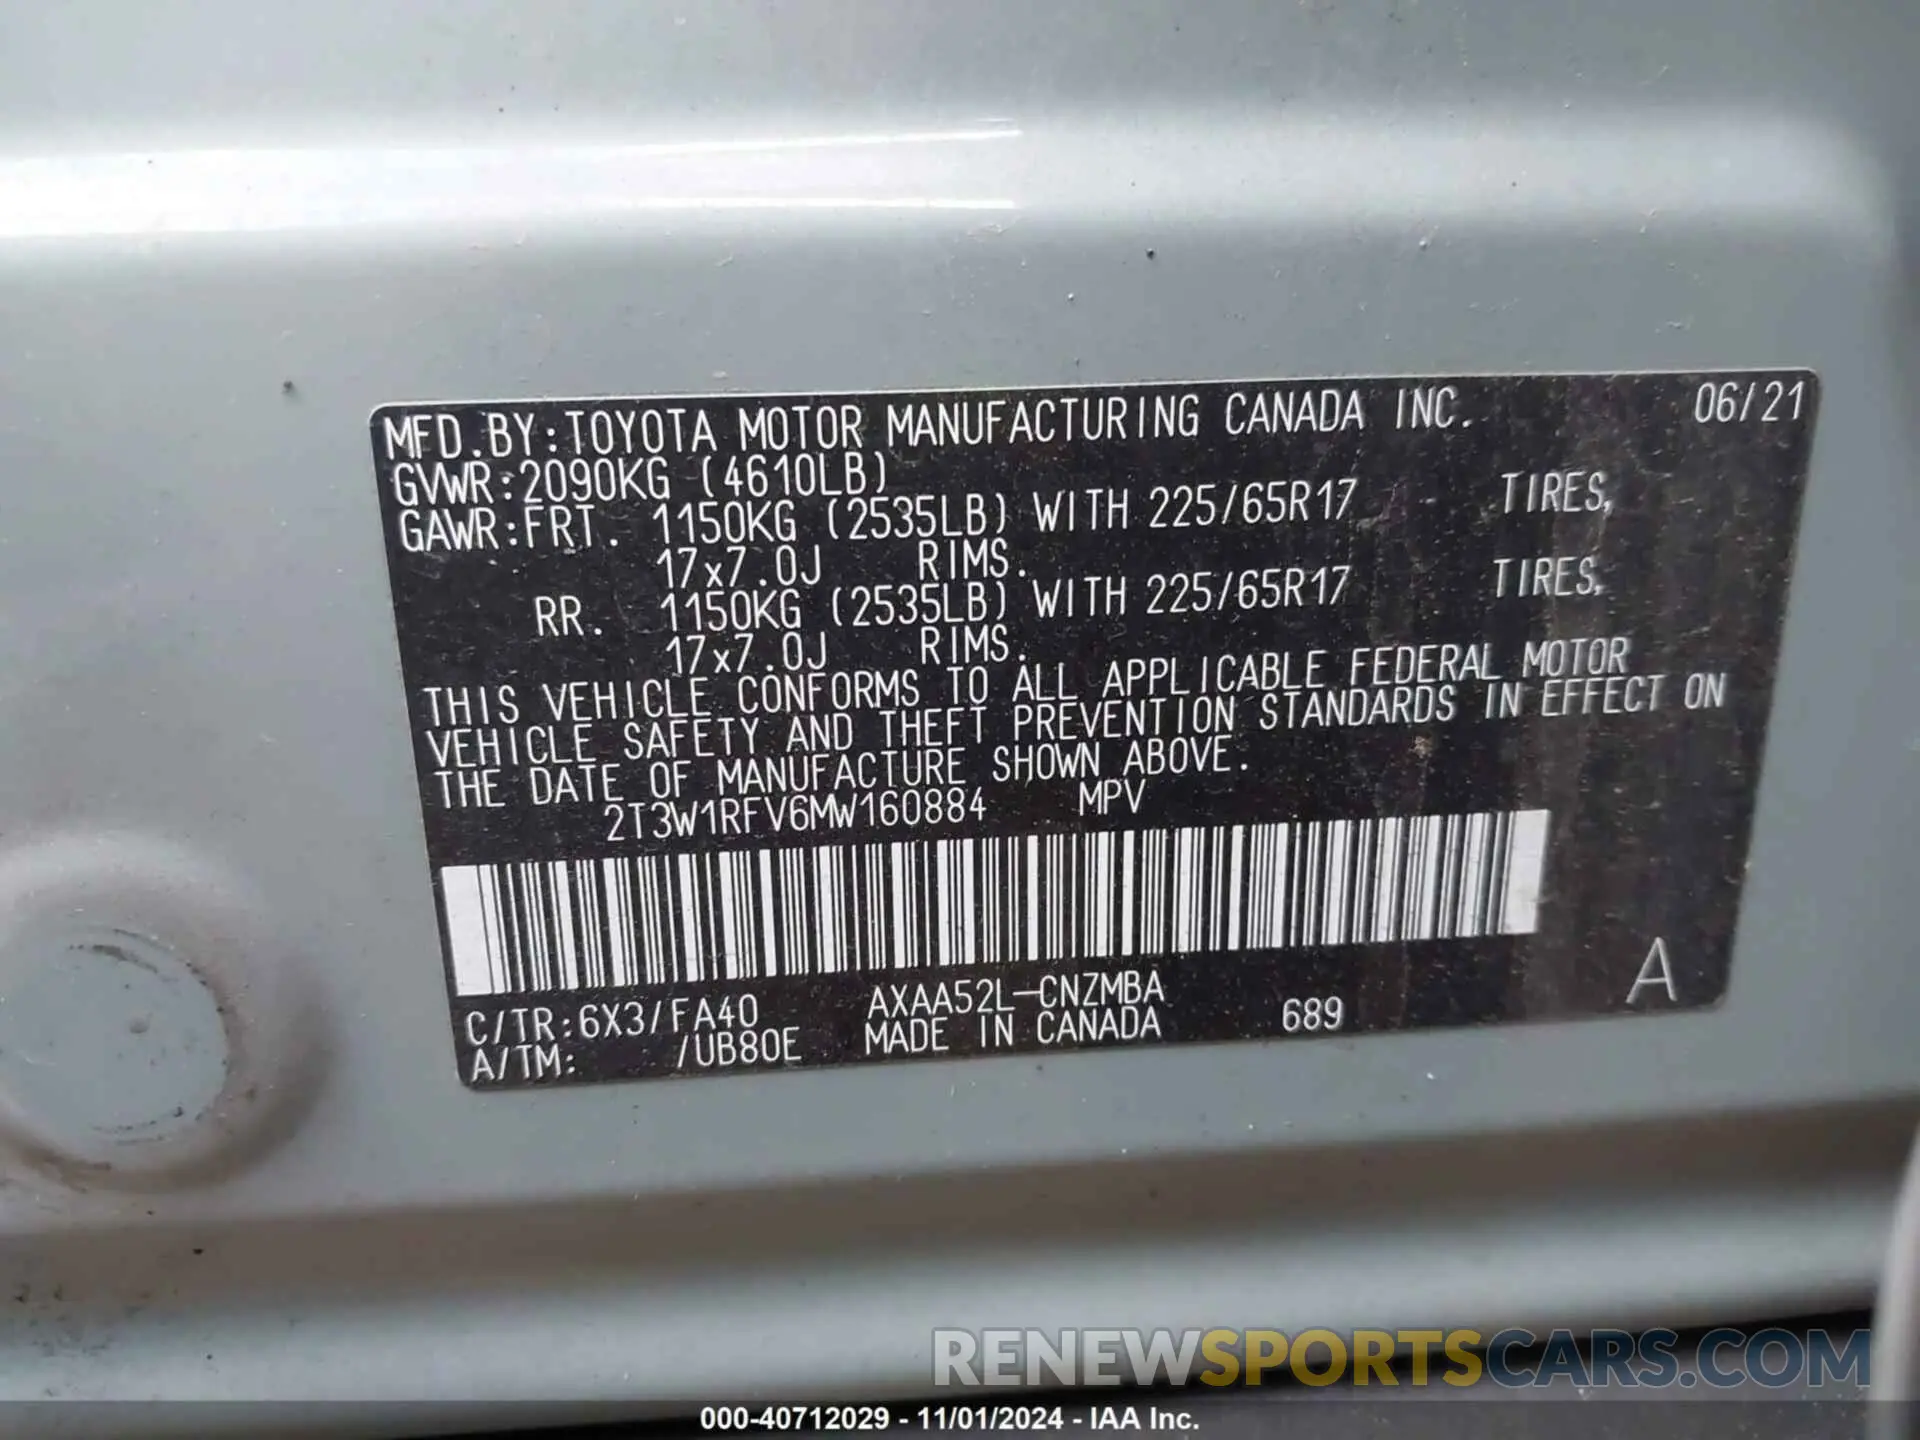 MFD.BY:TOYOTA MOTOR MANUFACTURING CANADA INC. 06/21
GVWR:2090KG (4610LB)
GAWR:FRT. 1150KG (2535LB) WITH 225/65R17 TIRES,
17x7.0J RIMS.
RR. 1150KG (2535LB) WITH 225/65R17 TIRES,
17x7.0J RIMS.
THIS VEHICLE CONFORMS TO ALL APPLICABLE FEDERAL MOTOR
VEHICLE SAFETY AND THEFT PREVENTION STANDARDS IN EFFECT ON
THE DATE OF MANUFACTURE SHOWN ABOVE.
2T3W1RFV6MW160884 MPV
C/TR:6X3/FA40 AXAA52L-CNZMBA
A/TM: /UB80E MADE IN CANADA 689 A
RENEWSPORTSCARS.COM
000-40712029 - 11/01/2024 - IAA Inc.